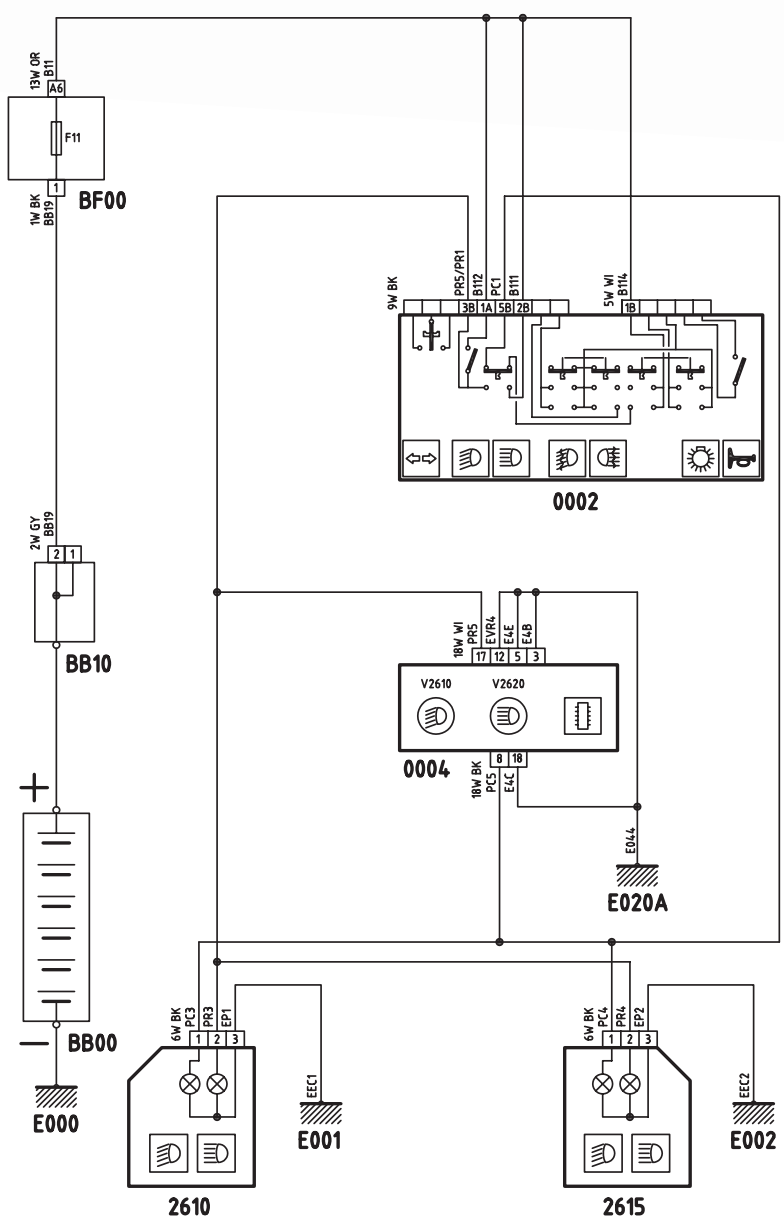 13W OR
B11
A6
F11
1
1W BK
BB19
BF00
9W BK
PR5/PR1
B112
PC1
B111
5W WI
B114
3B
1A
5B
2B
1B
0002
2W GY
BB19
2
1
BB10
18W WI
PR5
EVR4
E4E
E4B
17
12
5
3
V2610
V2620
0004
8
18
18W BK
PC5
E4C
+
E044
E020A
−
BB00
E000
6W BK
PC3
PR3
EP1
1
2
3
EEC1
E001
2610
6W BK
PC4
PR4
EP2
1
2
3
EEC2
E002
2615